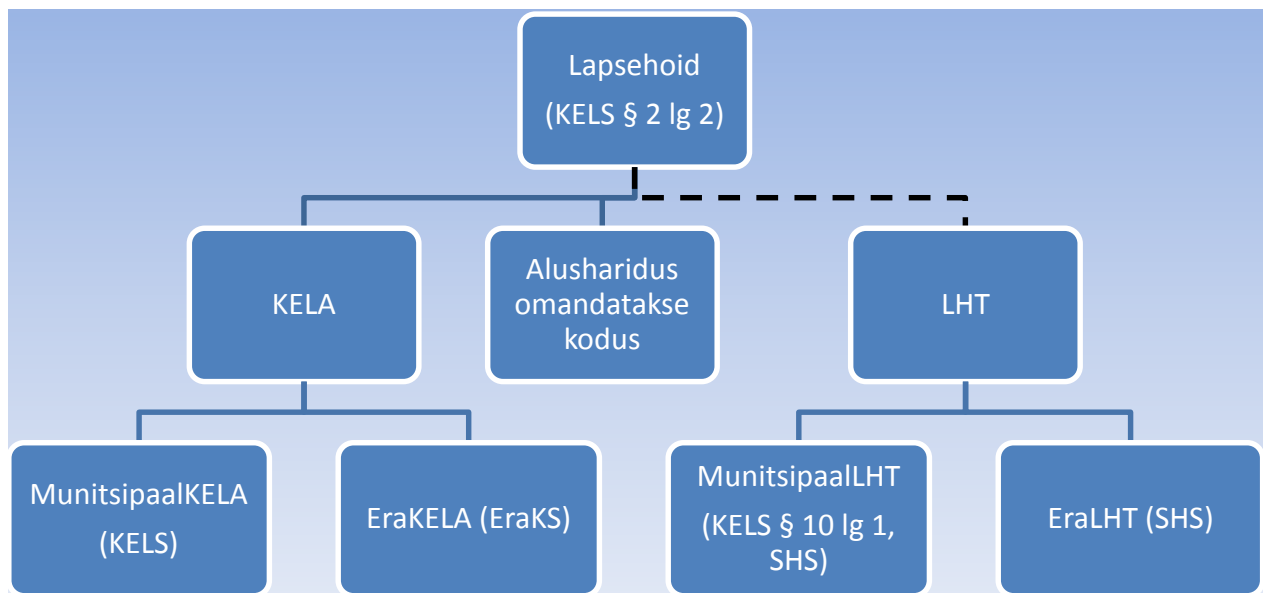 Lapsehoid
(KELS § 2 lg 2)
KELA
Alusharidus
omandatakse
kodus
LHT
MunitsipaalKELA
(KELS)
EraKELA (EraKS)
MunitsipaalLHT
(KELS § 10 lg 1,
SHS)
EraLHT (SHS)